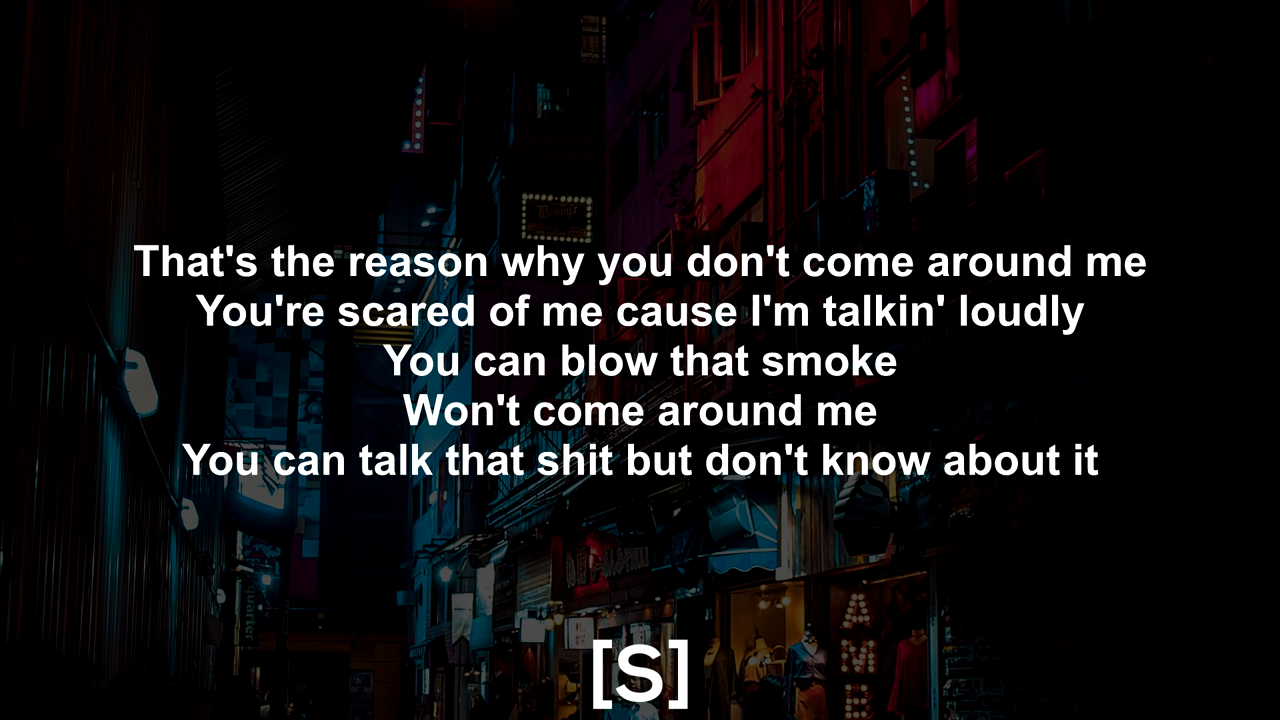 That's the reason why you don't come around me
You're scared of me cause I'm talkin' loudly
You can blow that smoke
Won't come around me
You can talk that shit but don't know about it
quarter
[S]